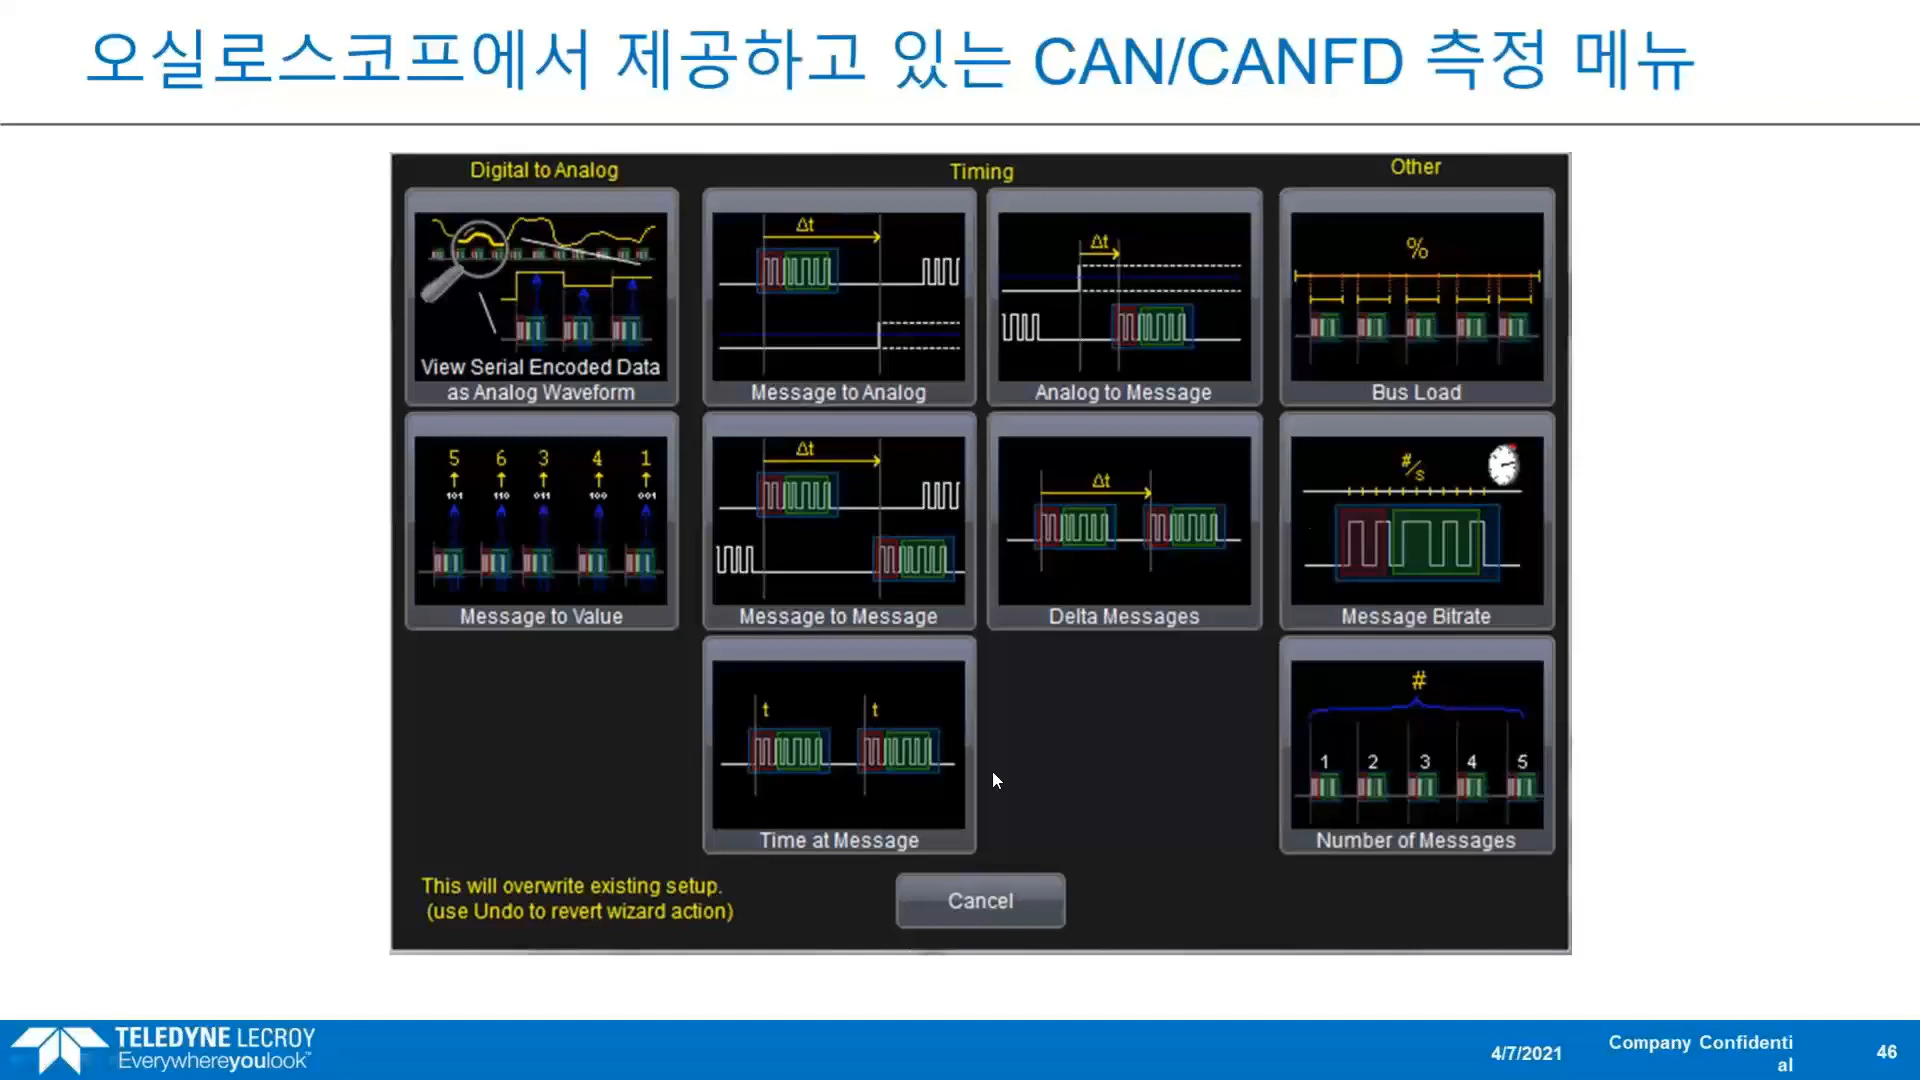 오실로스코프에서 제공하고 있는 CAN/CANFD 측정 메뉴
Digital to Analog
Timing
Other
View Serial Encoded Data
as Analog Waveform
Δt
Message to Analog
Δt
Analog to Message
%
Bus Load
5 6 3 4 1
101 110 011 100 001
Message to Value
Δt
Message to Message
Δt
Delta Messages
#/s
Message Bitrate
t t
Time at Message
#
1 2 3 4 5
Number of Messages
This will overwrite existing setup.
(use Undo to revert wizard action)
Cancel
TELEDYNE LECROY
Everywhereyoulook™
4/7/2021
Company Confidenti
al
46